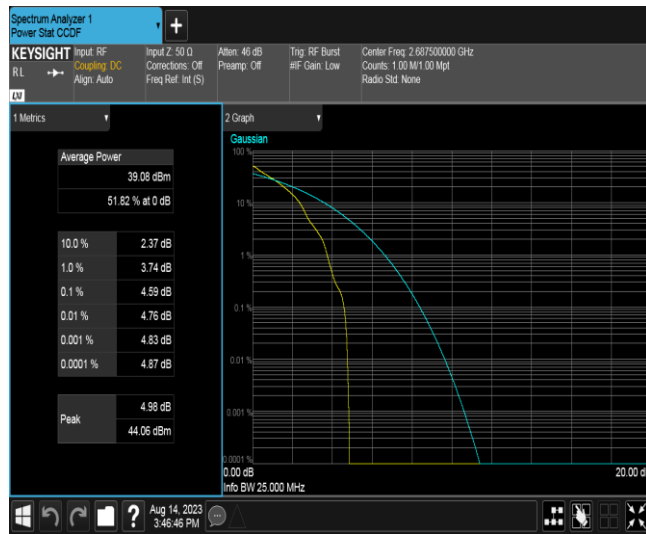 Spectrum Analyzer 1
Power Stat CCDF
+
KEYSIGHT
RL
LXI
Input: RF
Coupling: DC
Align: Auto
Input Z: 50 Ω
Corrections: Off
Freq Ref: Int (S)
Atten: 46 dB
Preamp: Off
Trig: RF Burst
#IF Gain: Low
Center Freq: 2.687500000 GHz
Counts: 1.00 M/1.00 Mpt
Radio Std: None
1 Metrics
Average Power
39.08 dBm
51.82 % at 0 dB
10.0 % 2.37 dB
1.0 % 3.74 dB
0.1 % 4.59 dB
0.01 % 4.76 dB
0.001 % 4.83 dB
0.0001 % 4.87 dB
Peak
4.98 dB
44.06 dBm
2 Graph
Gaussian
100 %
10 %
1 %
0.1 %
0.01 %
0.001 %
0.0001 %
0.00 dB
20.00 d
Info BW 25.000 MHz
?
Aug 14, 2023
3:46:46 PM